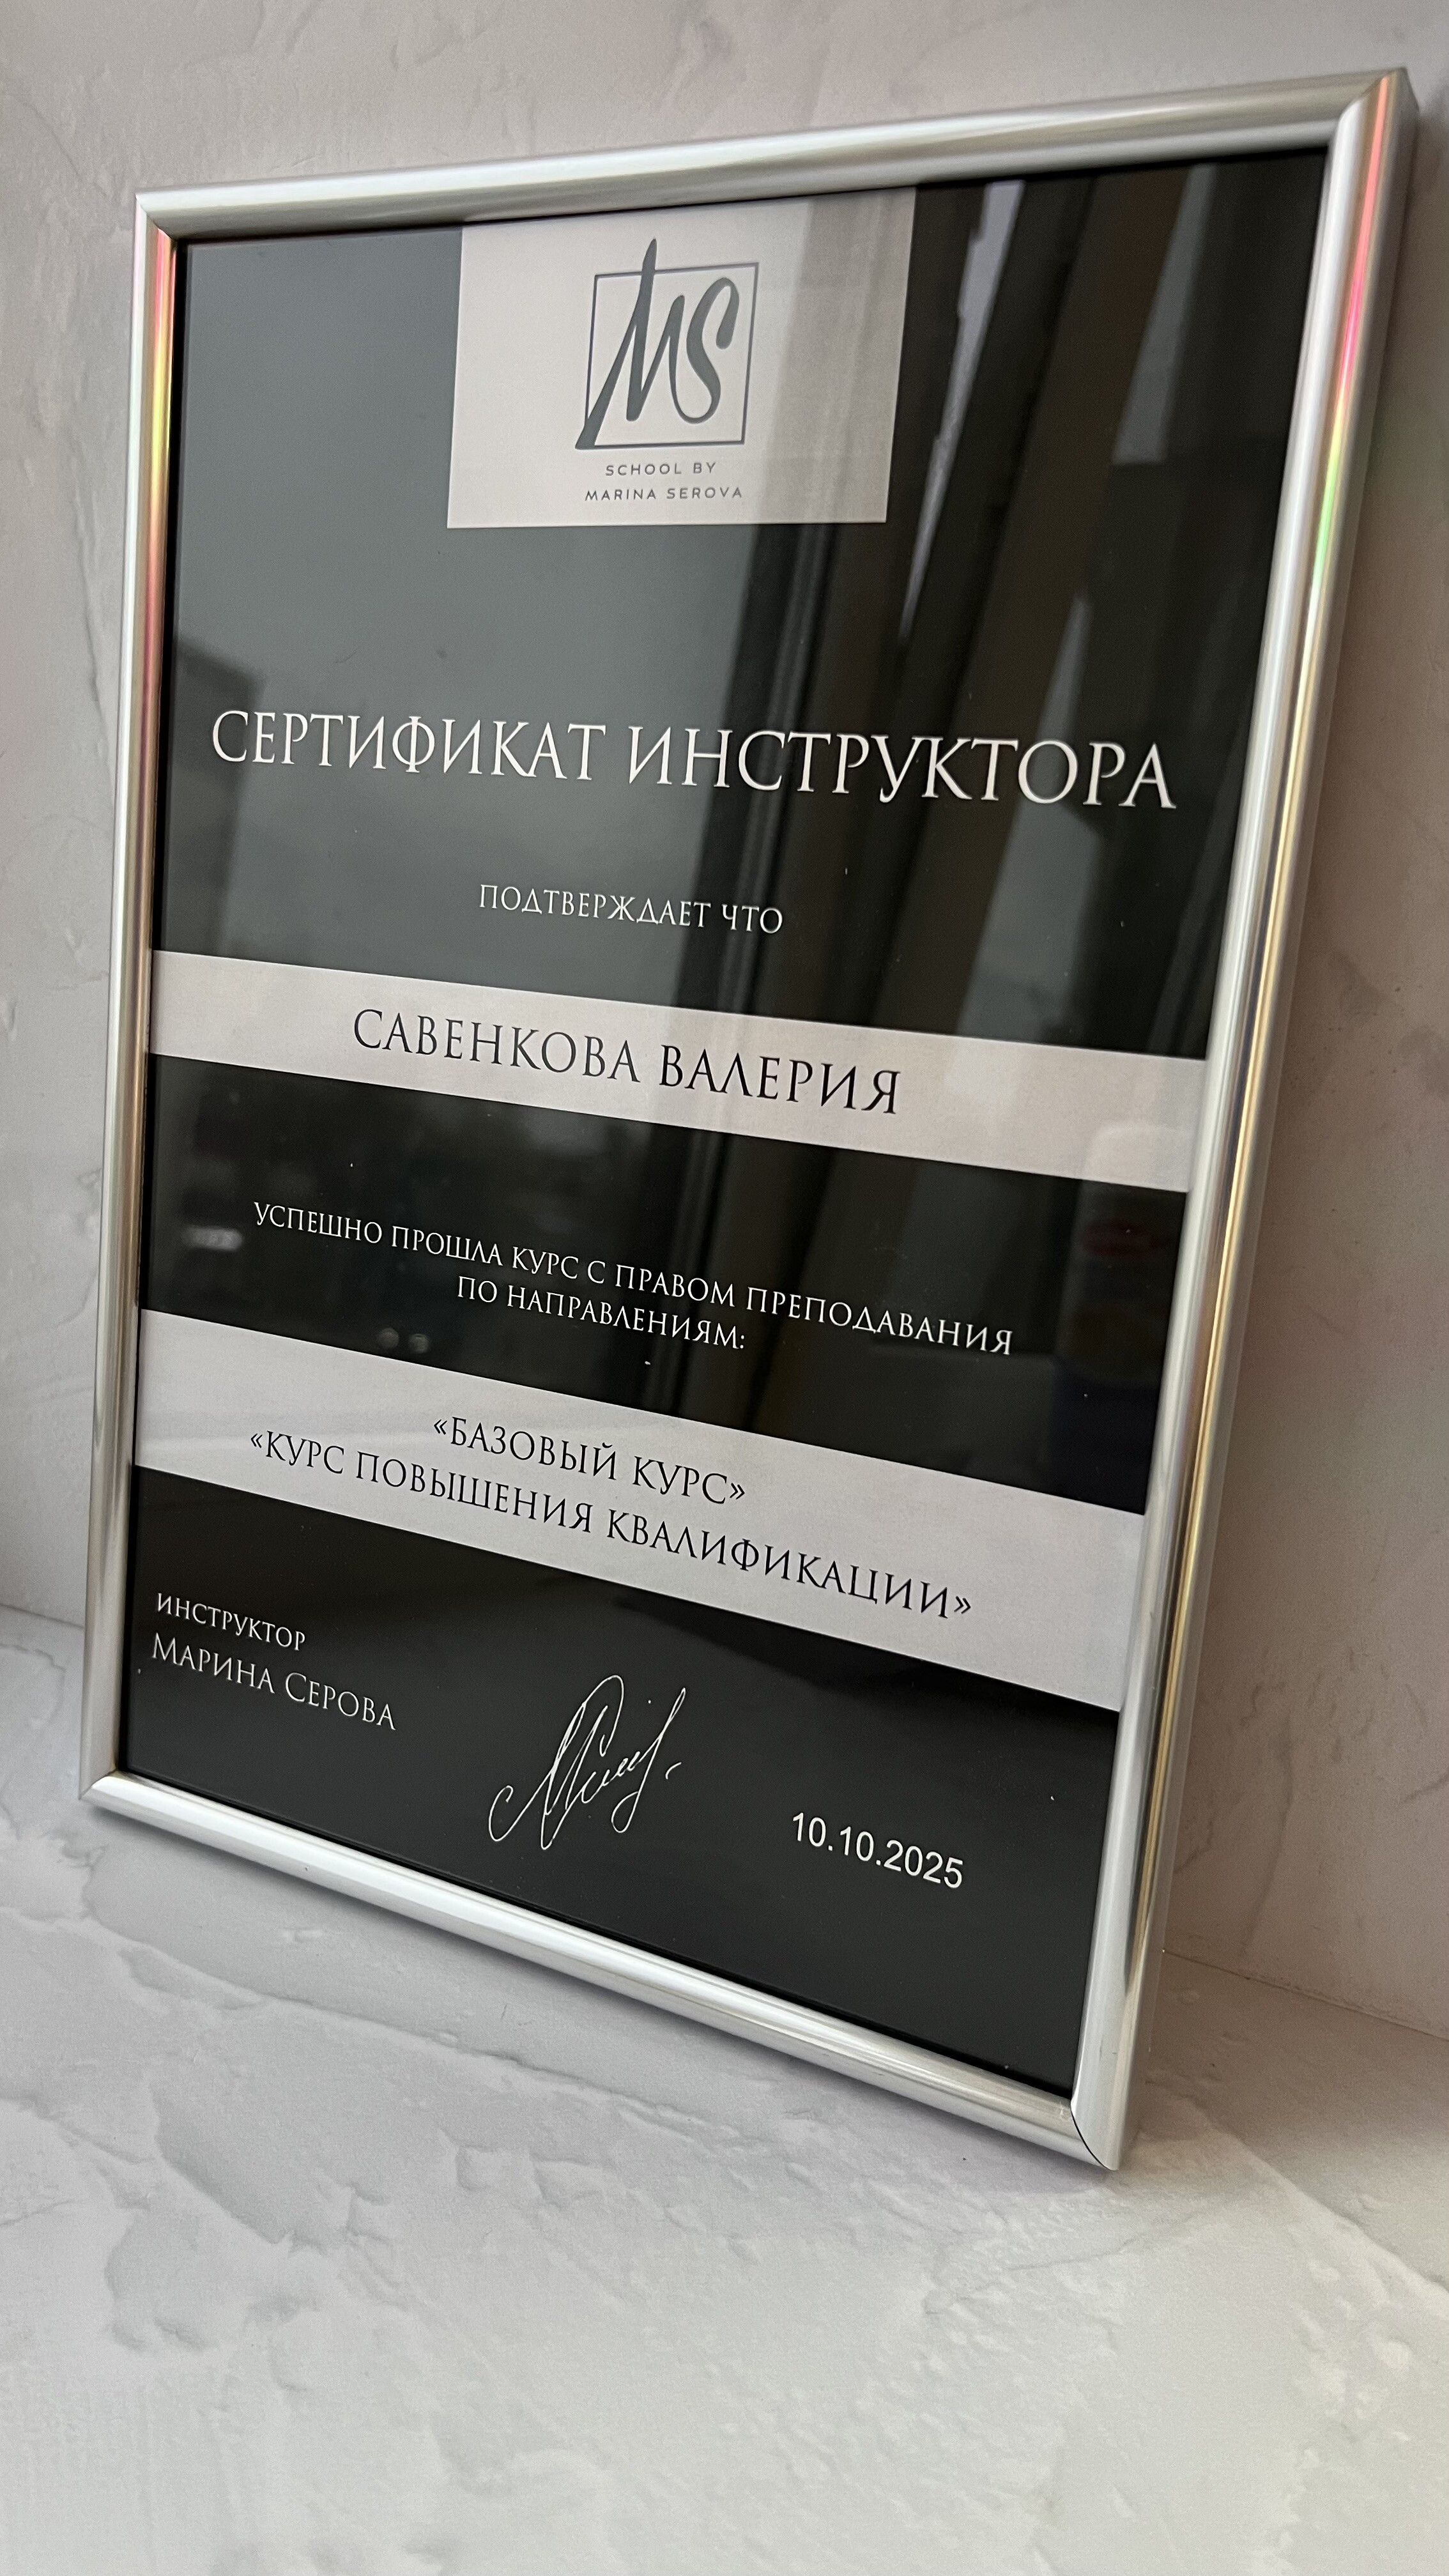 MS
SCHOOL BY
MARINA SEROVA
СЕРТИФИКАТ ИНСТРУКТОРА
ПОДТВЕРЖДАЕТ ЧТО
САВЕНКОВА ВАЛЕРИЯ
УСПЕШНО ПРОШЛА КУРС С ПРАВОМ ПРЕПОДАВАНИЯ
ПО НАПРАВЛЕНИЯМ:
«БАЗОВЫЙ КУРС»
«КУРС ПОВЫШЕНИЯ КВАЛИФИКАЦИИ»
ИНСТРУКТОР
МАРИНА СЕРОВА
10.10.2025